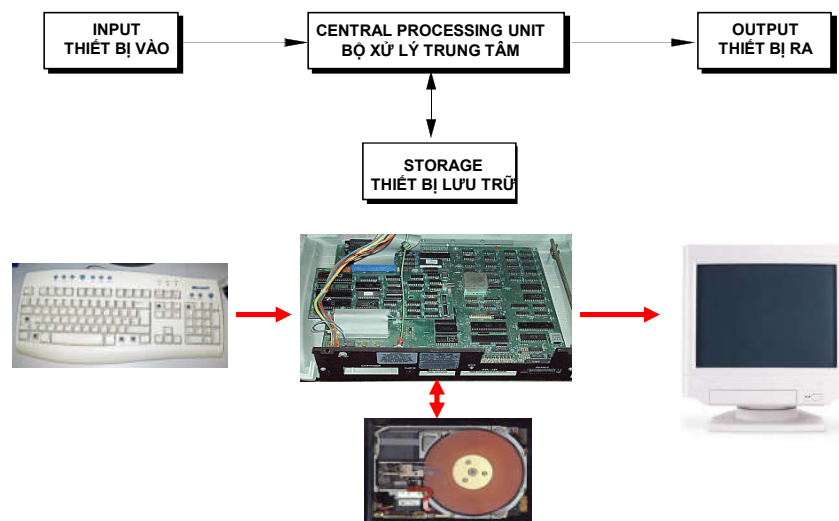 INPUT
THIẾT BỊ VÀO
CENTRAL PROCESSING UNIT
BỘ XỬ LÝ TRUNG TÂM
OUTPUT
THIẾT BỊ RA
STORAGE
THIẾT BỊ LƯU TRỮ